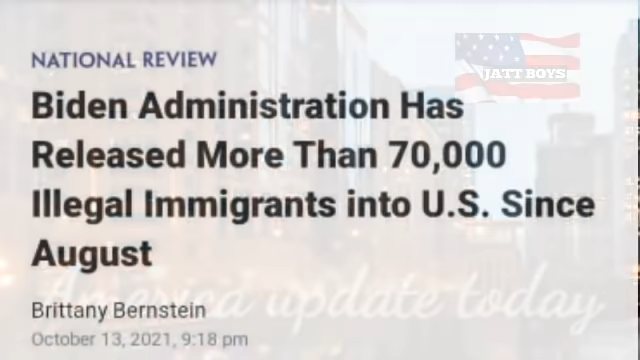 NATIONAL REVIEW
JATT BOYS
Biden Administration Has
Released More Than 70,000
Illegal Immigrants into U.S. Since
August
America update today
Brittany Bernstein
October 13, 2021, 9:18 pm